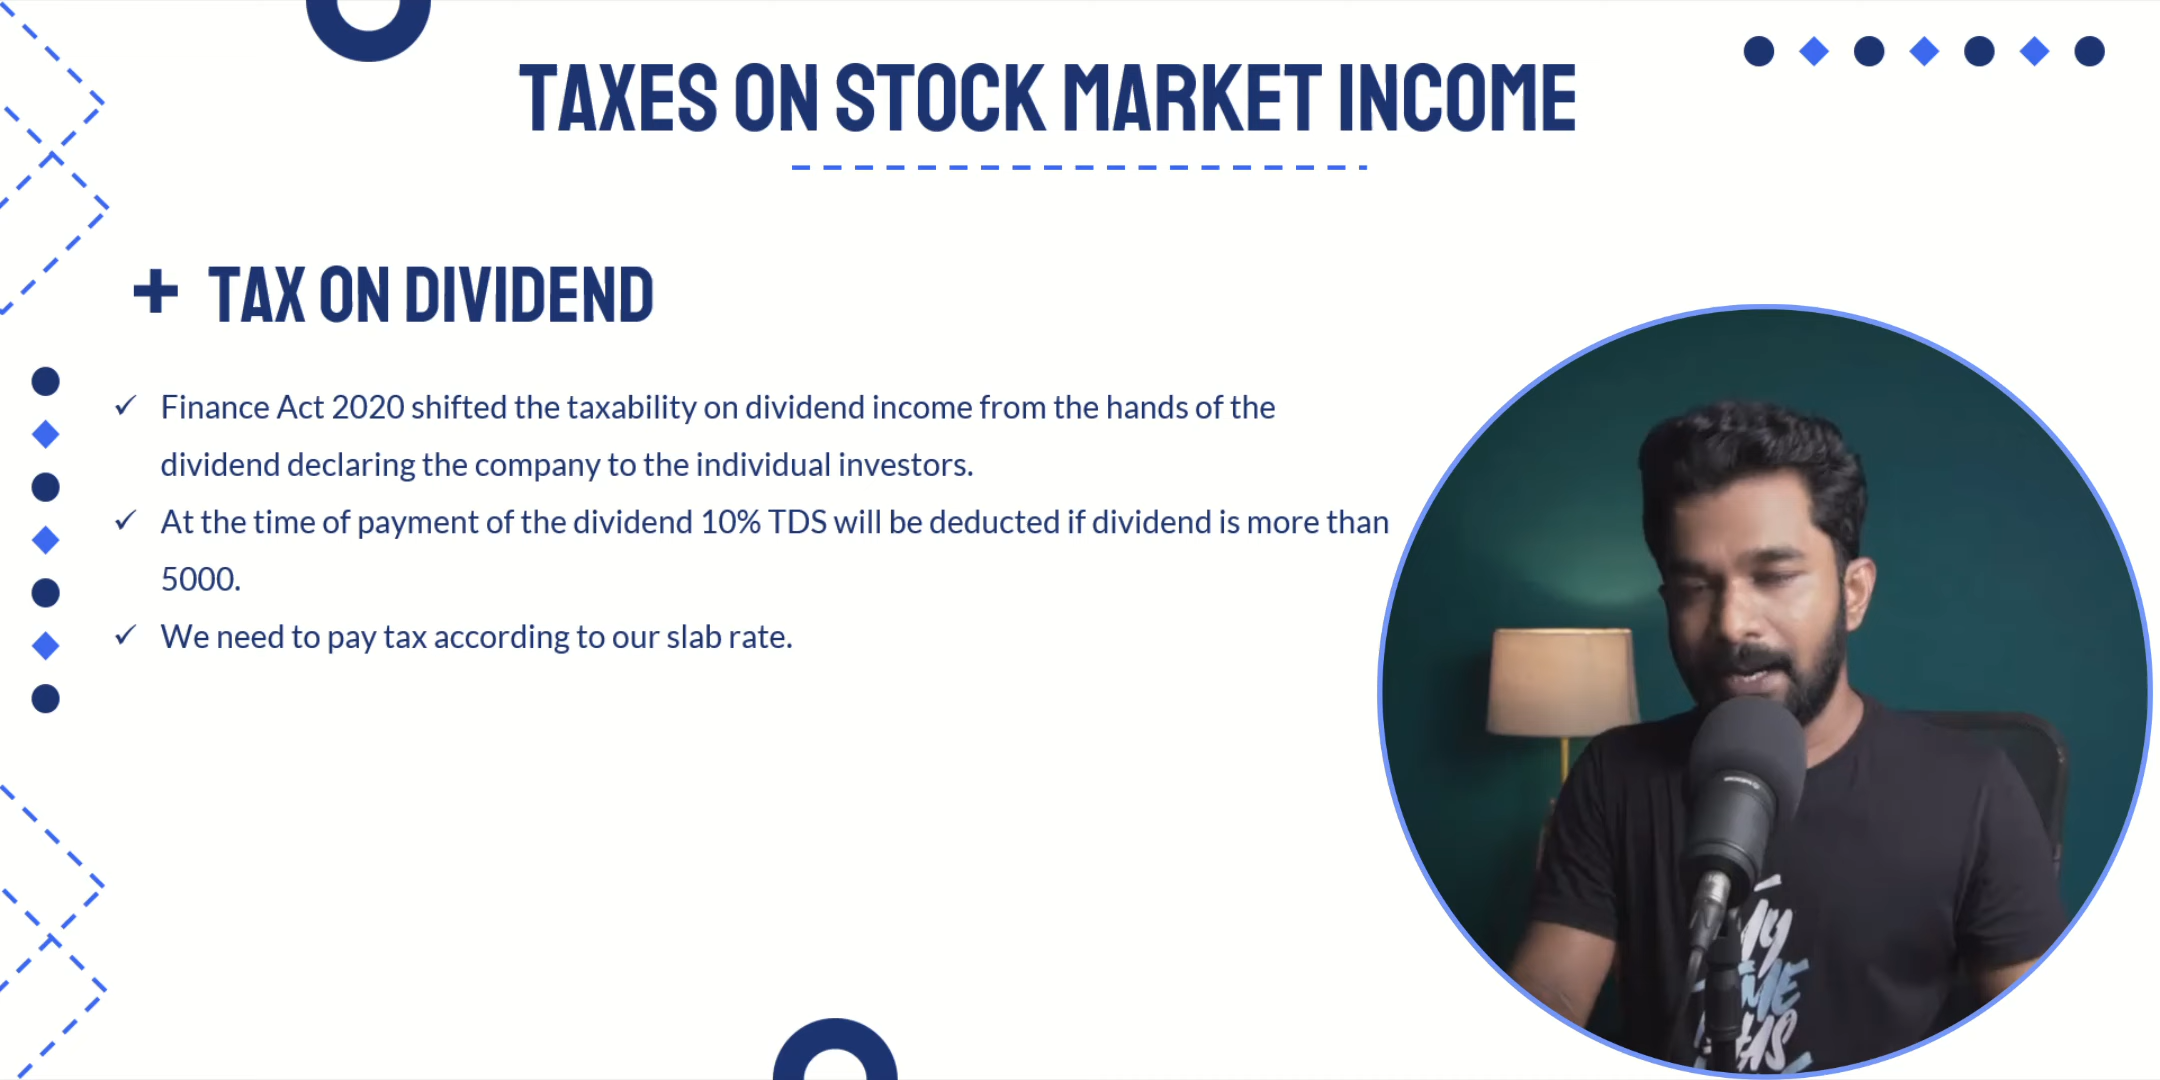 TAXES ON STOCK MARKET INCOME
+ TAX ON DIVIDEND
✓ Finance Act 2020 shifted the taxability on dividend income from the hands of the
dividend declaring the company to the individual investors.
✓ At the time of payment of the dividend 10% TDS will be deducted if dividend is more than
5000.
✓ We need to pay tax according to our slab rate.